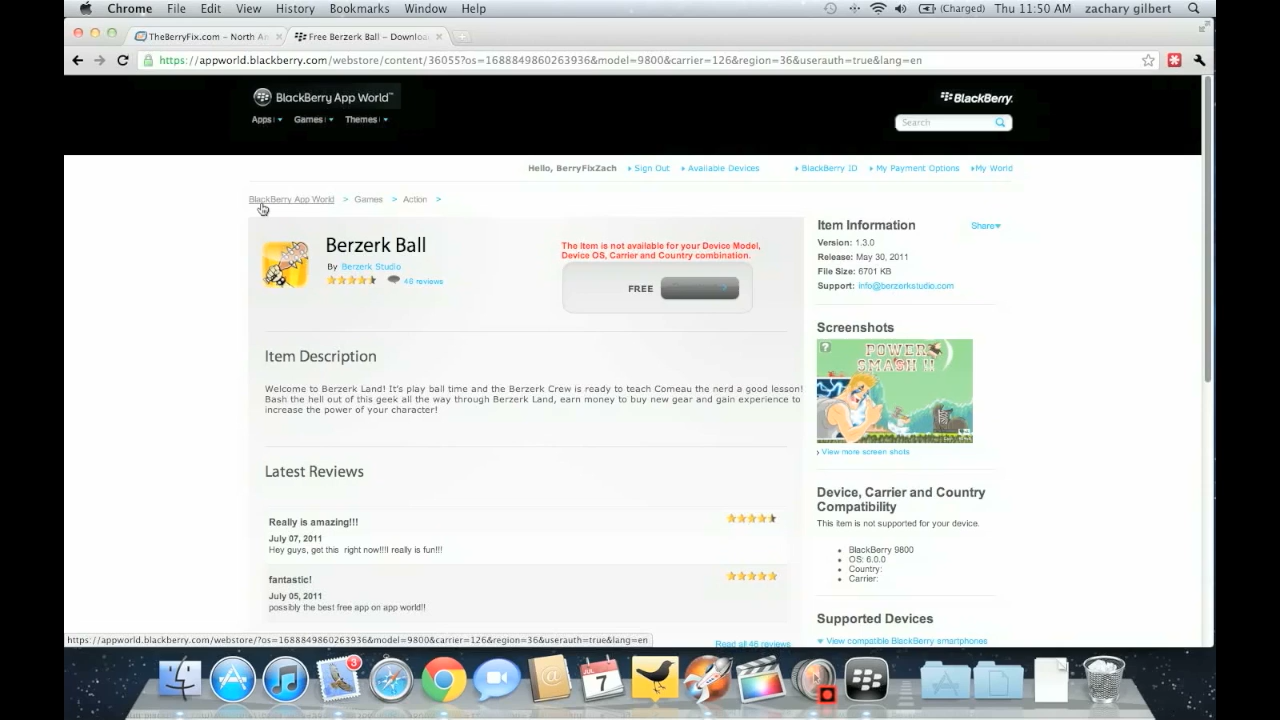 Chrome File Edit View History Bookmarks Window Help (Charged) Thu 11:50 AM zachary gilbert
TheBerryFix.com – North An Free Berzerk Ball – Downloa
https://appworld.blackberry.com/webstore/content/36055?os=1688849860263936&model=9800&carrier=126&region=36&userauth=true&lang=en
BlackBerry App World™
BlackBerry.
Apps Games Themes
Search
Hello, BerryFixZach Sign Out Available Devices BlackBerry ID My Payment Options My World
BlackBerry App World > Games > Action >
Berzerk Ball
By Berzerk Studio
46 reviews
The item is not available for your Device Model,
Device OS, Carrier and Country combination.
FREE
Item Description
Welcome to Berzerk Land! It's play ball time and the Berzerk Crew is ready to teach Comeau the nerd a good lesson!
Bash the hell out of this geek all the way through Berzerk Land, earn money to buy new gear and gain experience to
increase the power of your character!
Latest Reviews
Really is amazing!!!
July 07, 2011
Hey guys, get this right now!!!I really is fun!!!
fantastic!
July 05, 2011
possibly the best free app on app world!!
Read all 46 reviews
Item Information
Share
Version: 1.3.0
Release: May 30, 2011
File Size: 6701 KB
Support: info@berzerkstudio.com
Screenshots
?
POWER
SMASH !!
View more screen shots
Device, Carrier and Country
Compatibility
This item is not supported for your device.
BlackBerry 9800
OS: 6.0.0
Country:
Carrier:
Supported Devices
View compatible BlackBerry smartphones
https://appworld.blackberry.com/webstore/?os=1688849860263936&model=9800&carrier=126&region=36&userauth=true&lang=en
3
JUL
7